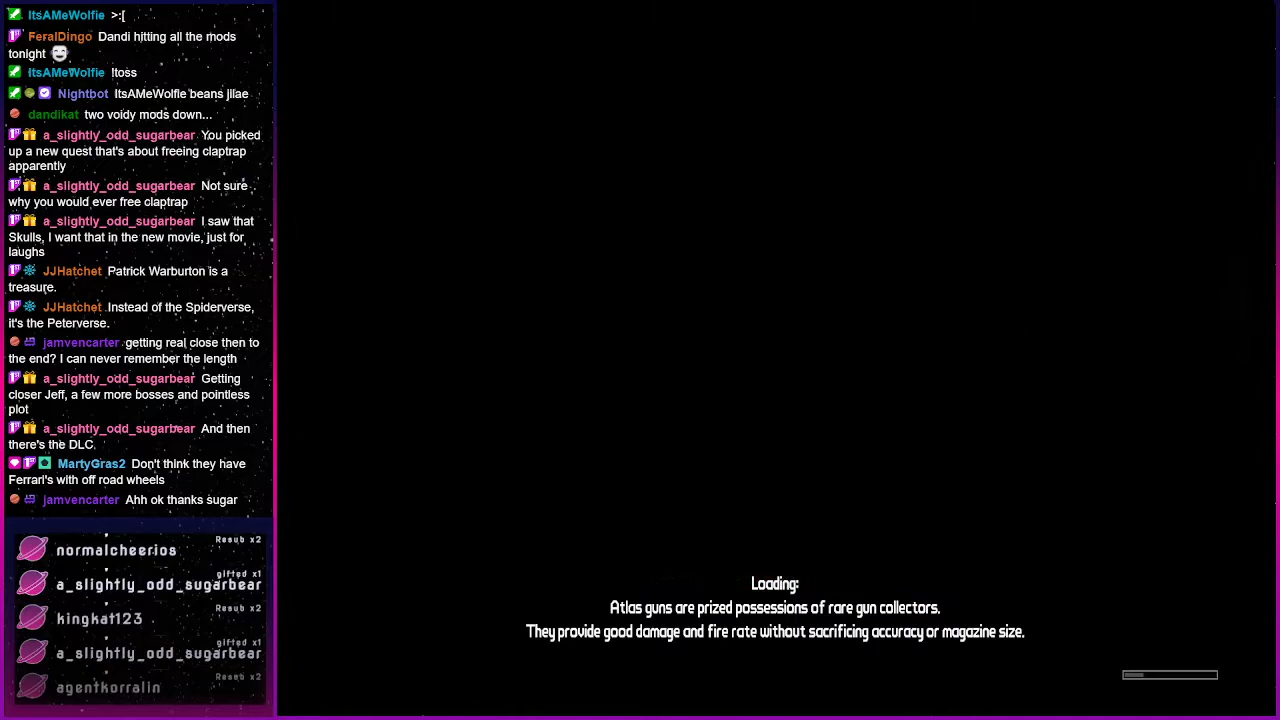 ItsAMeWolfie >:[
FeralDingo Dandi hitting all the mods
tonight
ItsAMeWolfie !toss
Nightbot ItsAMeWolfie beans jilae
dandikat two voidy mods down...
a_slightly_odd_sugarbear You picked
up a new quest that's about freeing claptrap
apparently
a_slightly_odd_sugarbear Not sure
why you would ever free claptrap
a_slightly_odd_sugarbear I saw that
Skulls, I want that in the new movie, just for
laughs
JJHatchet Patrick Warburton is a
treasure.
JJHatchet Instead of the Spiderverse,
it's the Peterverse.
jamvencarter getting real close then to
the end? I can never remember the length
a_slightly_odd_sugarbear Getting
closer Jeff, a few more bosses and pointless
plot
a_slightly_odd_sugarbear And then
there's the DLC.
MartyGras2 Don't think they have
Ferrari's with off road wheels
jamvencarter Ahh ok thanks sugar
Resub x2
normalcheerios
gifted x1
a_slightly_odd_sugarbear
Resub x2
kingkat123
gifted x1
a_slightly_odd_sugarbear
Resub x2
agentkorralin
Loading:
Atlas guns are prized possessions of rare gun collectors.
They provide good damage and fire rate without sacrificing accuracy or magazine size.